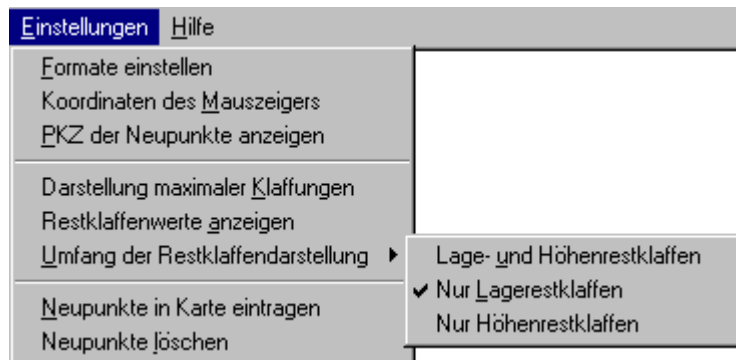 Einstellungen Hilfe
Formate einstellen
Koordinaten des Mauszeigers
PKZ der Neupunkte anzeigen
Darstellung maximaler Klaffungen
Restklaffenwerte anzeigen
Umfang der Restklaffendarstellung
Lage- und Höhenrestklaffen
Nur Lagerestklaffen
Nur Höhenrestklaffen
Neupunkte in Karte eintragen
Neupunkte löschen